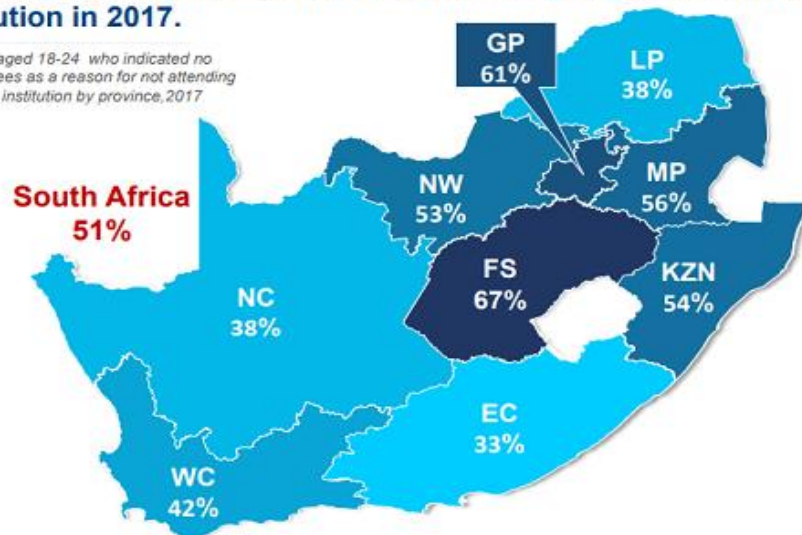 ution in 2017.
aged 18-24 who indicated no
ees as a reason for not attending
institution by province,2017
GP
61%
LP
38%
NW
53%
MP
56%
South Africa
51%
FS
67%
KZN
54%
NC
38%
EC
33%
WC
42%